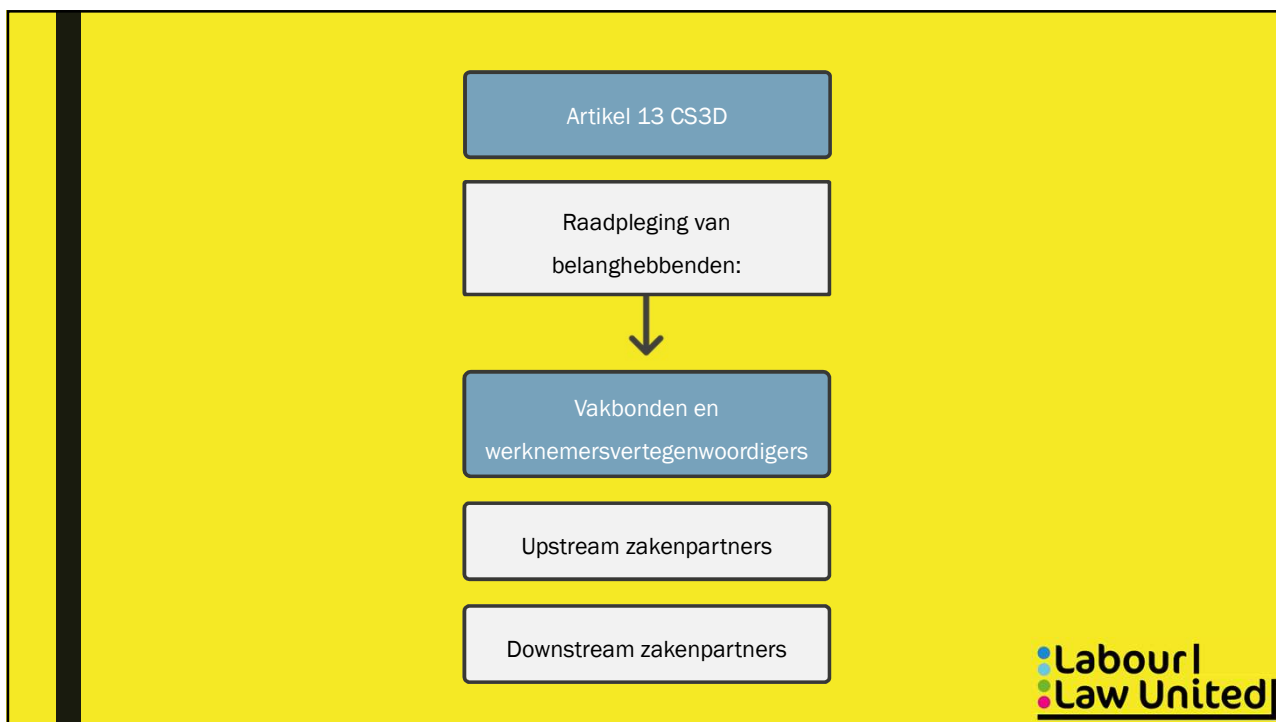 Artikel 13 CS3D
Raadpleging van
belanghebbenden:
Vakbonden en
werknemersvertegenwoordigers
Upstream zakenpartners
Downstream zakenpartners
Labour
Law United